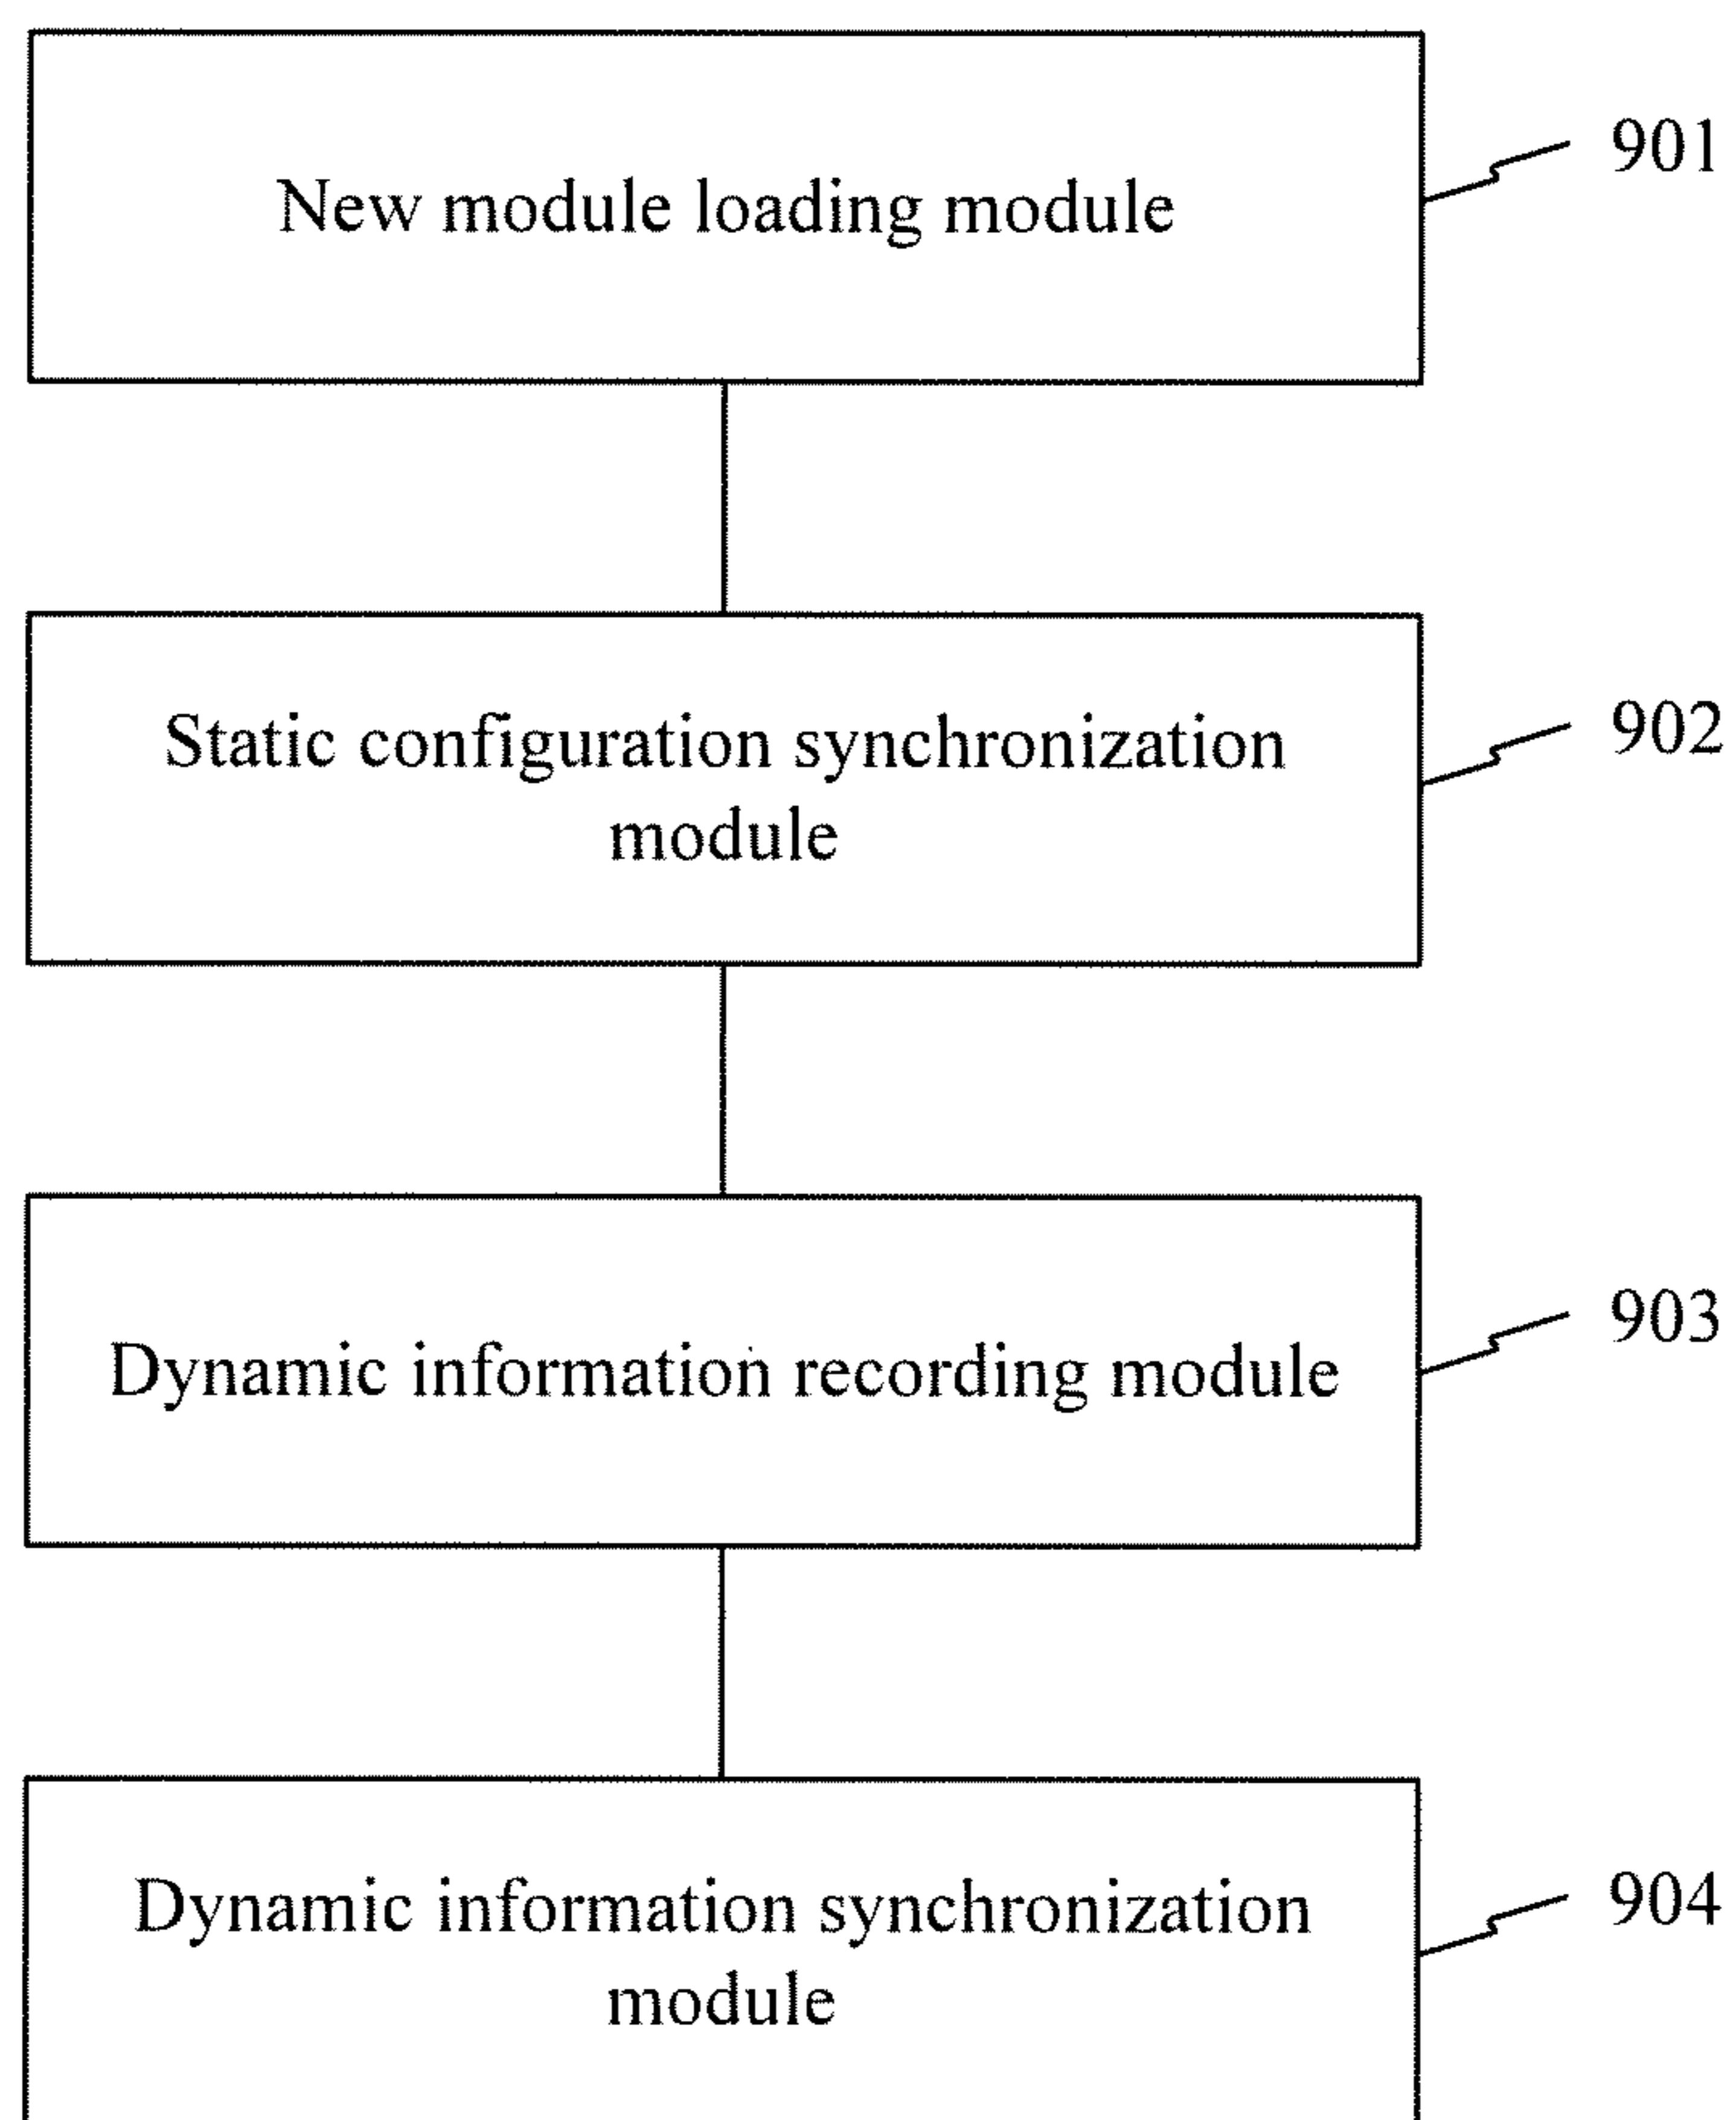 New module loading module
901
Static configuration synchronization
module
902
Dynamic information recording module
903
Dynamic information synchronization
module
904